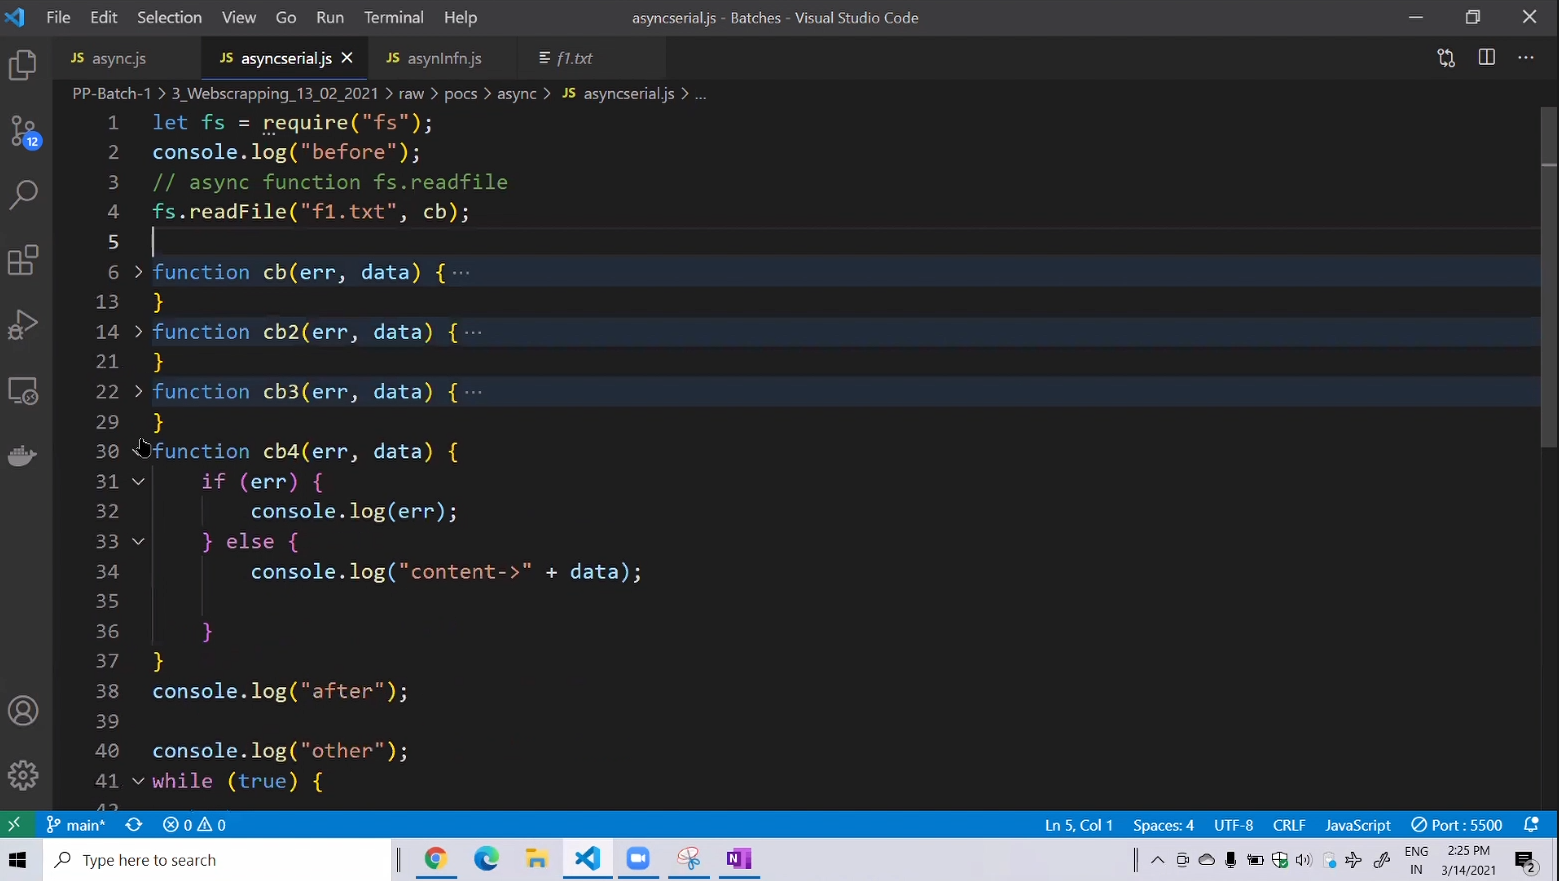 File Edit Selection View Go Run Terminal Help asyncserial.js - Batches - Visual Studio Code
JS async.js JS asyncserial.js JS asynInfn.js f1.txt
PP-Batch-1 > 3_Webscrapping_13_02_2021 > raw > pocs > async > JS asyncserial.js > ...
1 let fs = require("fs");
2 console.log("before");
3 // async function fs.readfile
4 fs.readFile("f1.txt", cb);
5
6 function cb(err, data) { ...
13 }
14 function cb2(err, data) { ...
21 }
22 function cb3(err, data) { ...
29 }
30 function cb4(err, data) {
31 if (err) {
32 console.log(err);
33 } else {
34 console.log("content->" + data);
35
36 }
37 }
38 console.log("after");
39
40 console.log("other");
41 while (true) {
12
main* 0 0 Ln 5, Col 1 Spaces: 4 UTF-8 CRLF JavaScript Port : 5500
Type here to search
ENG
IN
2:25 PM
3/14/2021
2